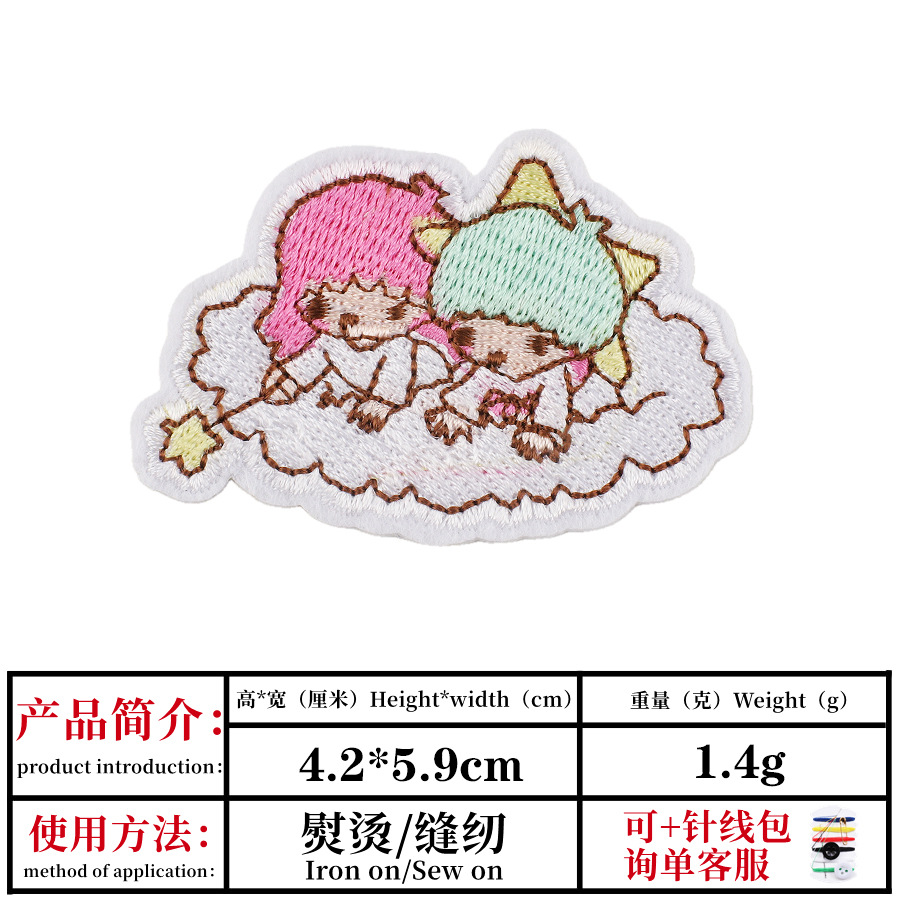 产品简介：
product introduction：
高*宽（厘米）Height*width（cm）
重量（克）Weight（g）
4.2*5.9cm
1.4g
使用方法：
method of application：
熨烫/缝纫
Iron on/Sew on
可+针线包
询单客服